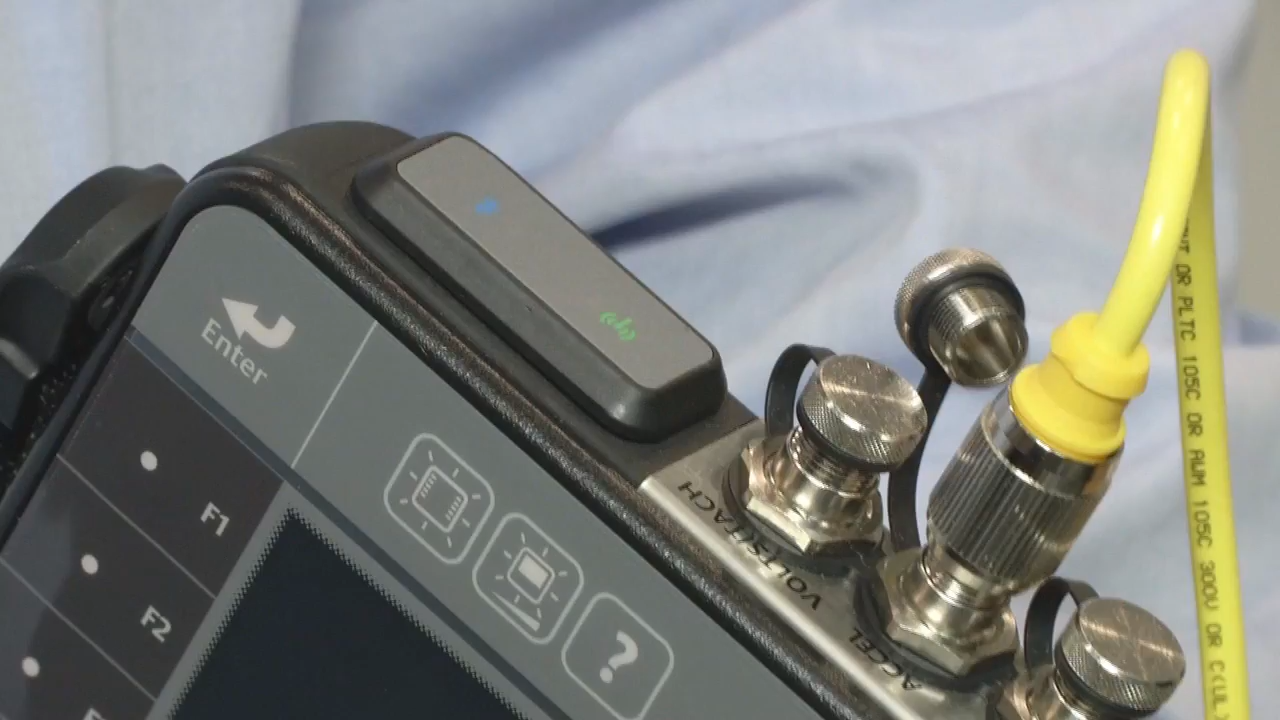 Enter
F1
F2
?
VOLTS/TACH
ACCEL
OR PLTC 105C OR AWM 105C 300V OR C(UL)